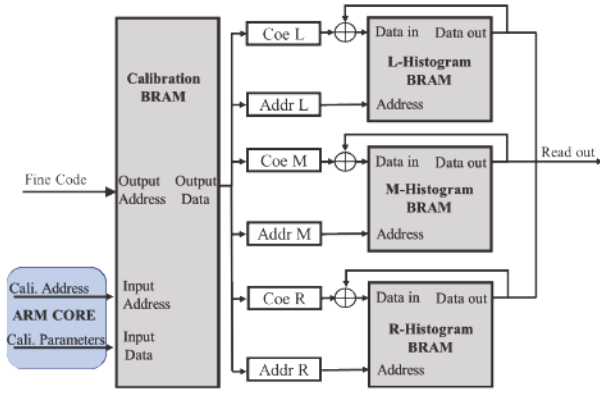 Fine Code
Cali. Address
ARM CORE
Cali. Parameters
Calibration
BRAM
Output
Address
Output
Data
Input
Address
Input
Data
Coe L
Addr L
Coe M
Addr M
Coe R
Addr R
Data in
Data out
L-Histogram
BRAM
Address
Data in
Data out
M-Histogram
BRAM
Address
Data in
Data out
R-Histogram
BRAM
Address
Read out